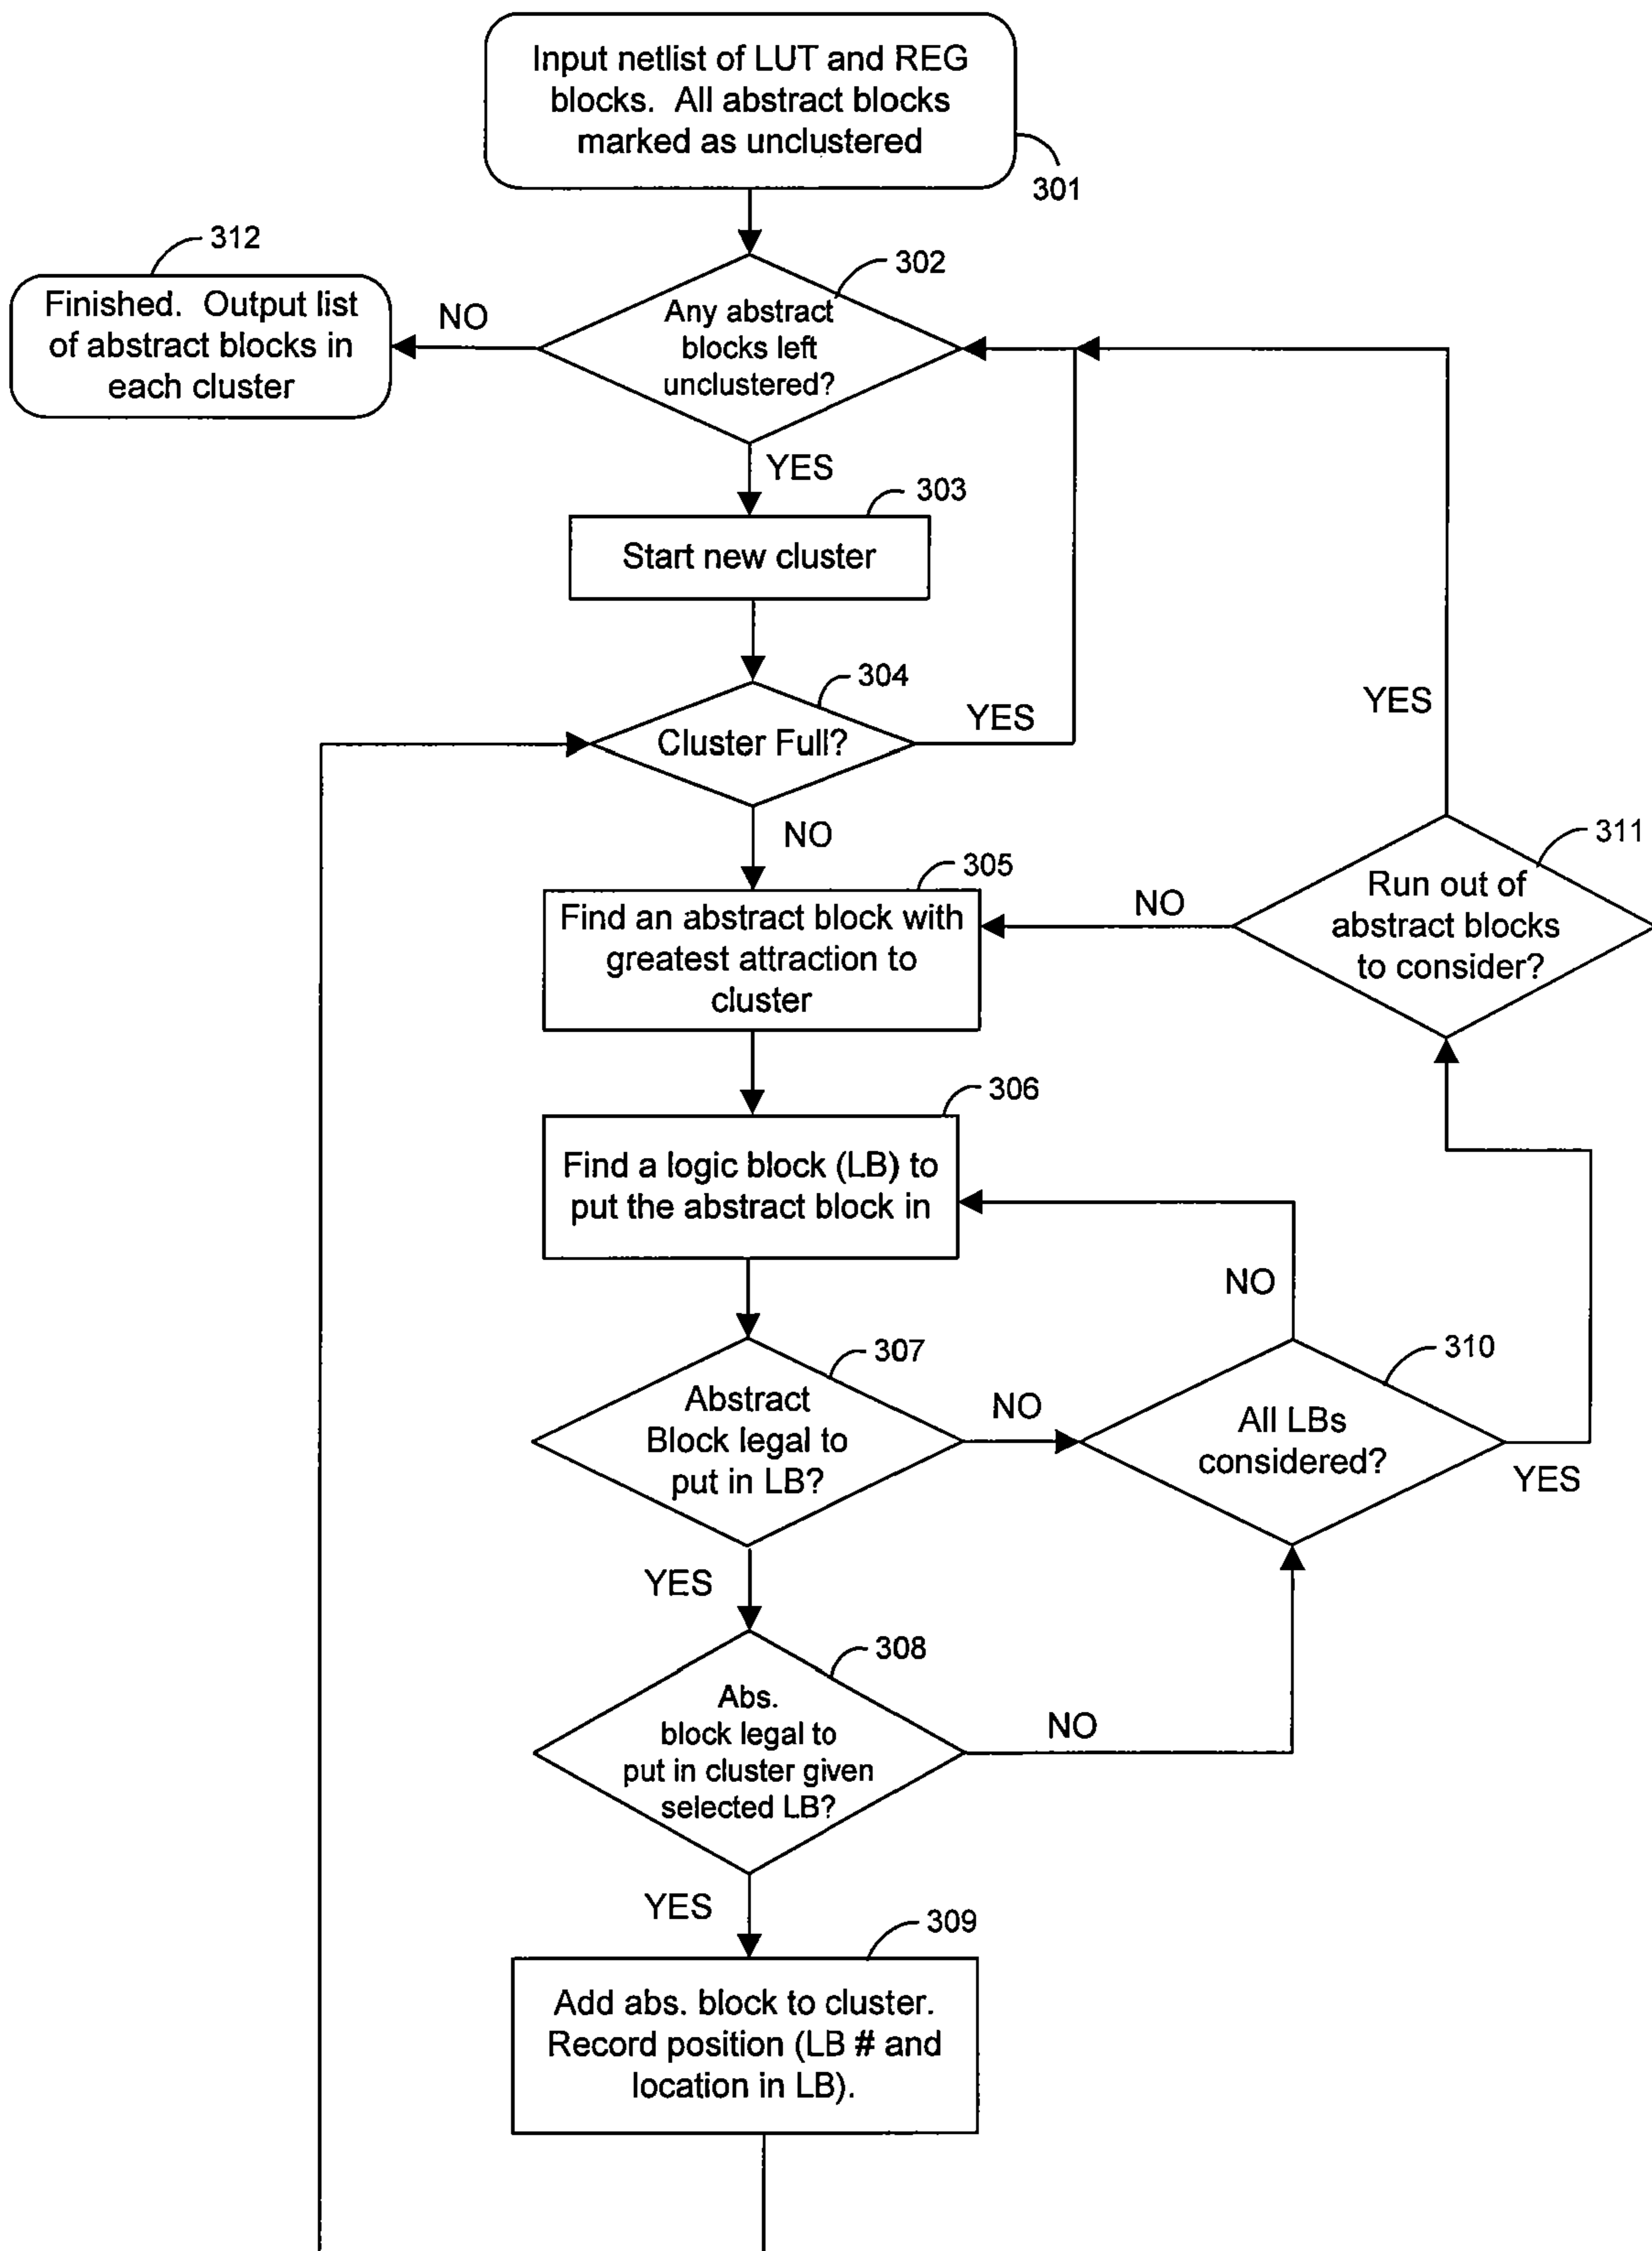 Input netlist of LUT and REG
blocks. All abstract blocks
marked as unclustered
301
312
302
Finished. Output list
of abstract blocks in
each cluster
NO
Any abstract
blocks left
unclustered?
YES
303
Start new cluster
304
Cluster Full?
YES
YES
NO
311
305
Find an abstract block with
greatest attraction to
cluster
NO
Run out of
abstract blocks
to consider?
306
Find a logic block (LB) to
put the abstract block in
NO
307
310
Abstract
Block legal to
put in LB?
NO
All LBs
considered?
YES
YES
308
Abs.
block legal to
put in cluster given
selected LB?
NO
YES
309
Add abs. block to cluster.
Record position (LB # and
location in LB).